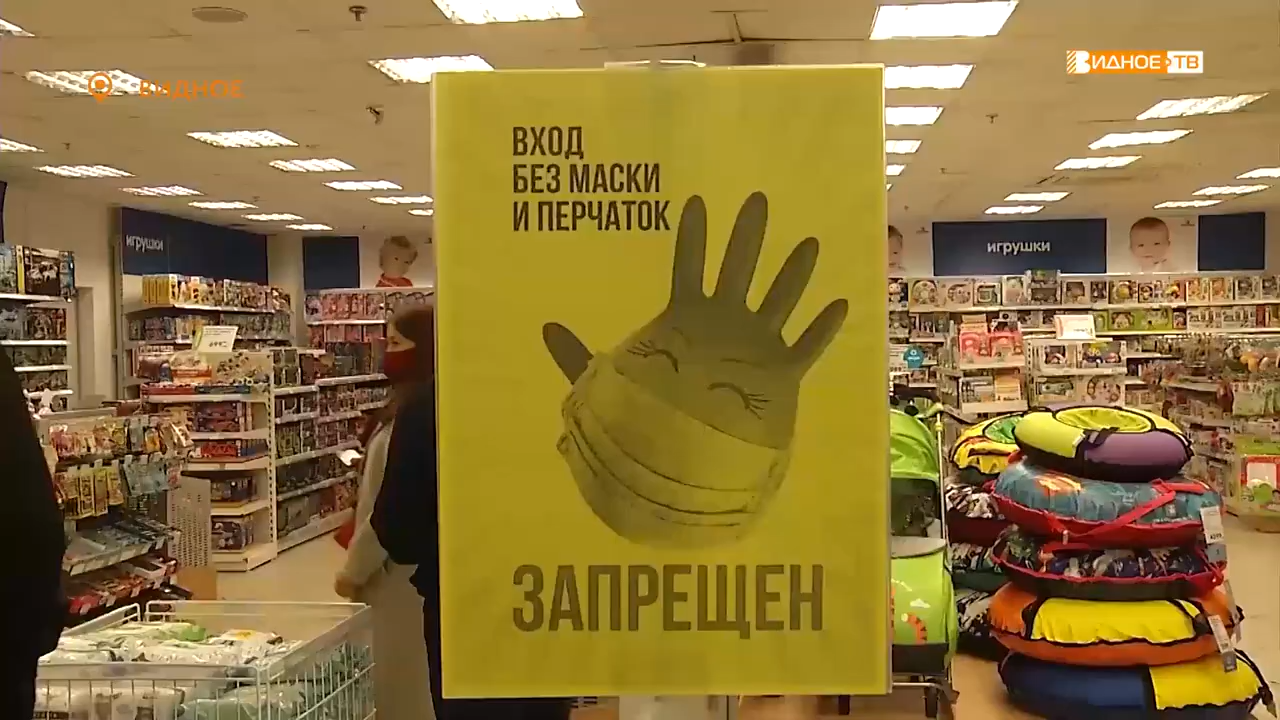 ВИДНОЕ ТВ
ВИДНОЕ
ВХОД
БЕЗ МАСКИ
И ПЕРЧАТОК
ЗАПРЕЩЕН
игрушки
игрушки